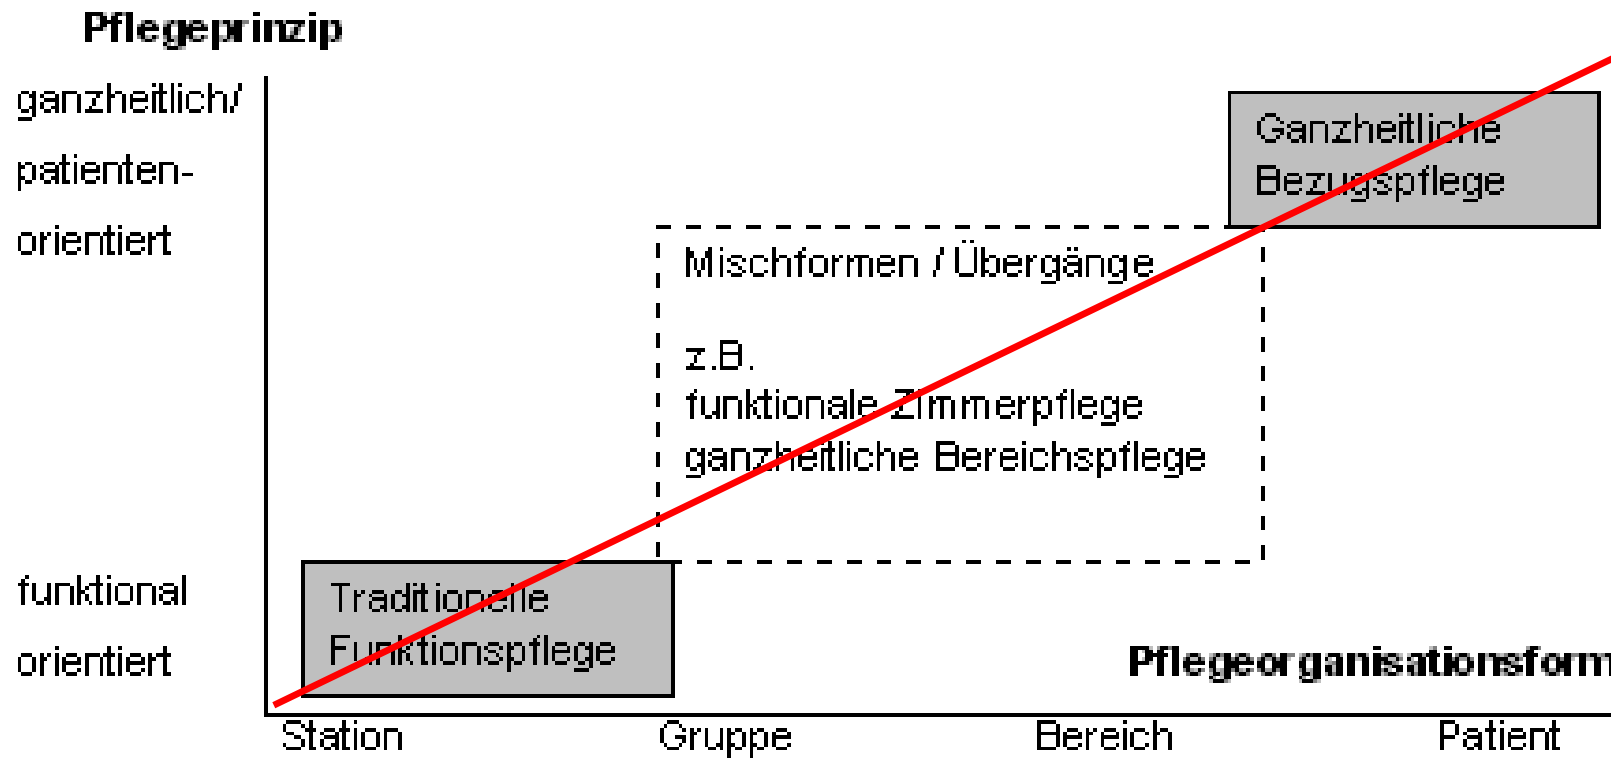 Pflegeprinzip
ganzheitlich/
patienten-
orientiert
Ganzheitliche
Bezugspflege
Mischformen / Übergänge
z.B.
funktionale Zimmerpflege
ganzheitliche Bereichspflege
funktional
orientiert
Traditionelle
Funktionspflege
Pflegeorganisationsform
Station Gruppe Bereich Patient